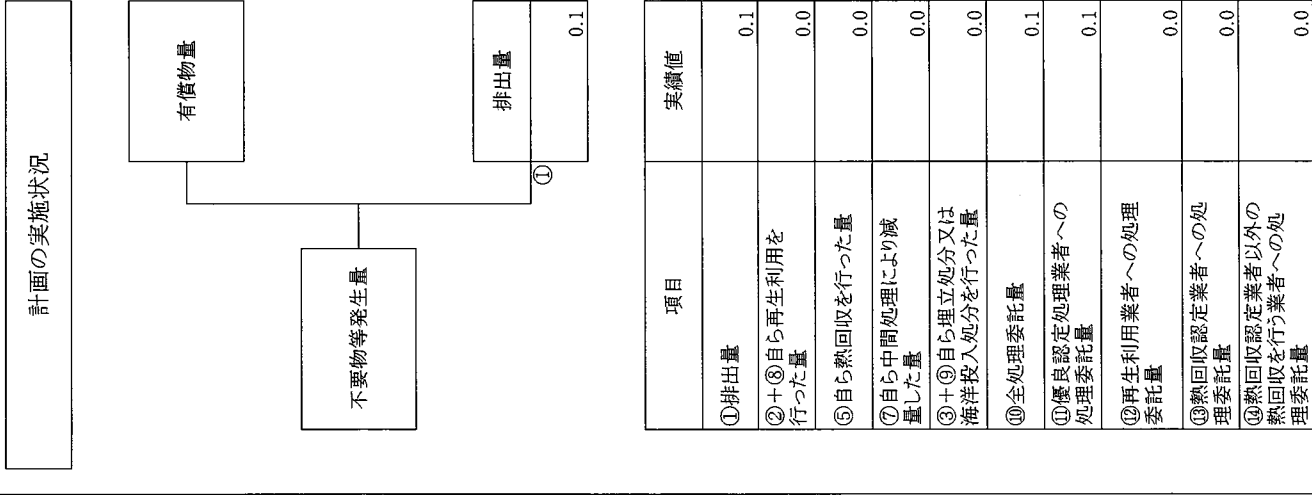 計画の実施状況
有償物量
不要物等発生量
排出量
①
0.1
項目
実績値
①排出量
0.1
②+⑧自ら再生利用を
行った量
0.0
⑤自ら熱回収を行った量
0.0
⑦自ら中間処理により減
量した量
0.0
③+⑨自ら埋立処分又は
海洋投入処分を行った量
0.0
⑩全処理委託量
0.1
⑪優良認定処理業者への
処理委託量
0.1
⑫再生利用業者への処理
委託量
0.0
⑬熱回収認定業者への処
理委託量
0.0
⑭熱回収認定業者以外の
熱回収を行う業者への処
理委託量
0.0